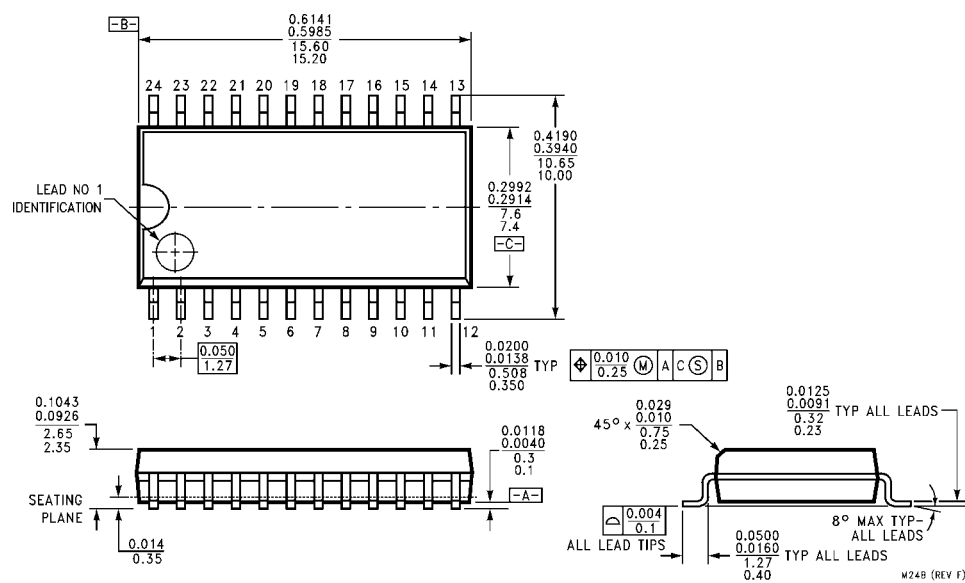 -B-
0.6141
0.5985
15.60
15.20
24 23 22 21 20 19 18 17 16 15 14 13
LEAD NO 1
IDENTIFICATION
0.2992
0.2914
7.6
7.4
-C-
0.4190
0.3940
10.65
10.00
1 2 3 4 5 6 7 8 9 10 11 12
0.050
1.27
0.0200
0.0138
0.508
0.350
TYP
0.010
0.25
M A C S B
0.1043
0.0926
2.65
2.35
0.0118
0.0040
0.3
0.1
-A-
SEATING
PLANE
0.014
0.35
45° x
0.029
0.010
0.75
0.25
0.0125
0.0091
0.32
0.23
TYP ALL LEADS
0.004
0.1
ALL LEAD TIPS
0.0500
0.0160
1.27
0.40
TYP ALL LEADS
8° MAX TYP-
ALL LEADS
M24B (REV F)